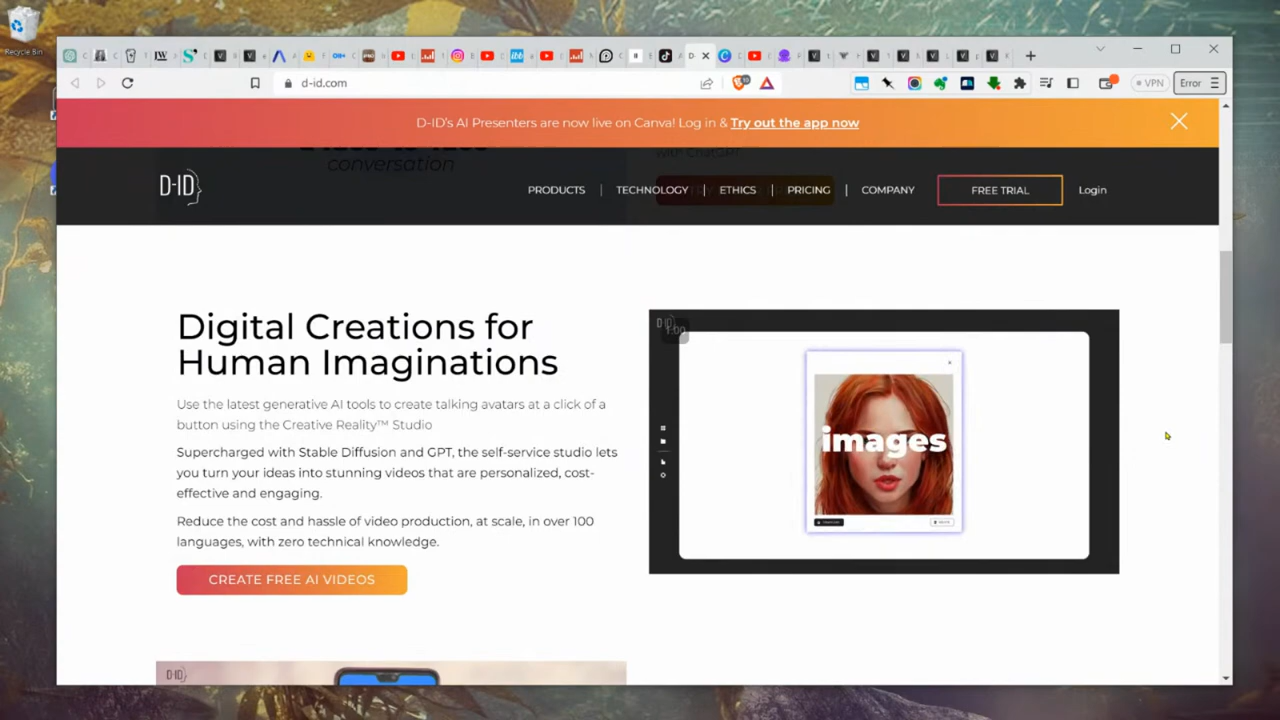 Recycle Bin
d-id.com
VPN
Error
D-ID's AI Presenters are now live on Canva! Log in & Try out the app now
conversation
with ChatGPT
D-ID
PRODUCTS | TECHNOLOGY | ETHICS | PRICING | COMPANY
FREE TRIAL
Login
Digital Creations for
Human Imaginations
Use the latest generative AI tools to create talking avatars at a click of a
button using the Creative Reality™ Studio
Supercharged with Stable Diffusion and GPT, the self-service studio lets
you turn your ideas into stunning videos that are personalized, cost-
effective and engaging.
Reduce the cost and hassle of video production, at scale, in over 100
languages, with zero technical knowledge.
CREATE FREE AI VIDEOS
1.00
images
D-ID